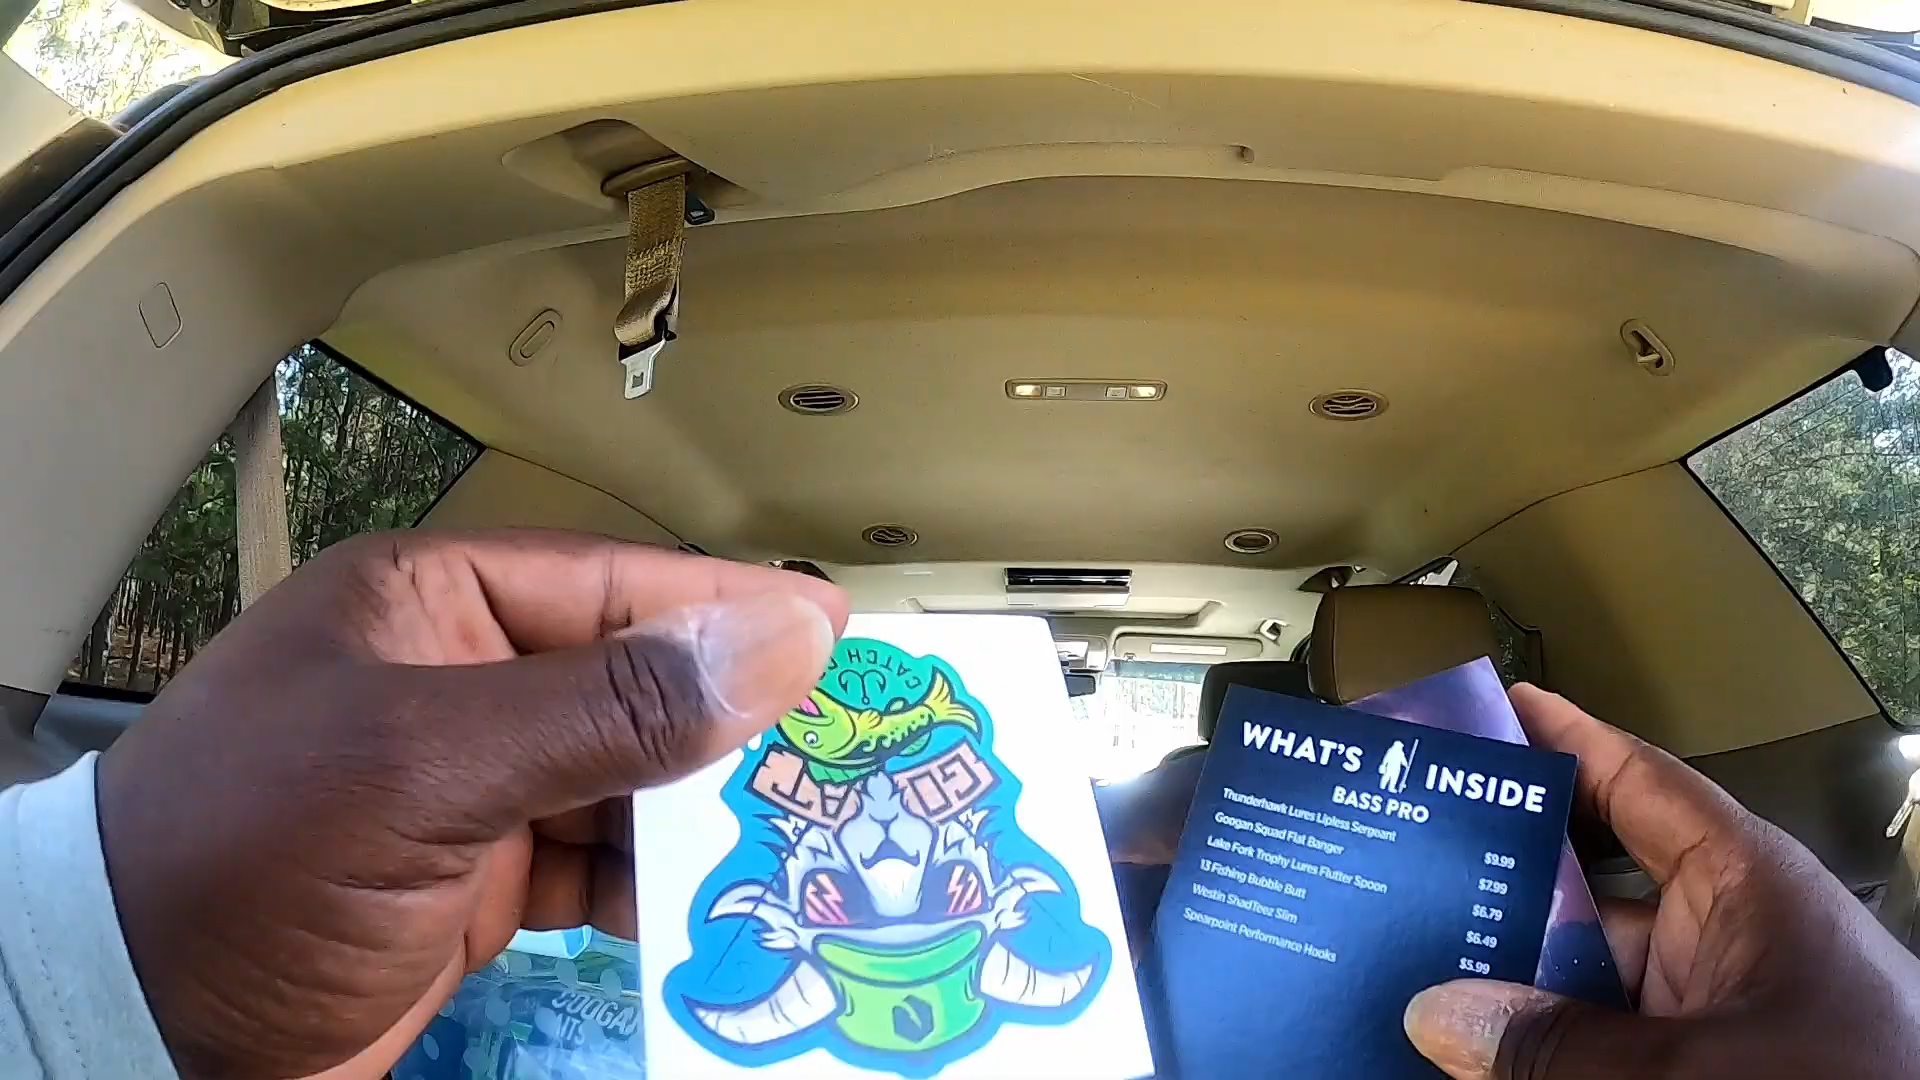 CATCH
GOAT
WHAT'S INSIDE
BASS PRO
Thunderhawk Lures Lipless Sergeant $9.99
Googan Squad Flat Banger $7.99
Lake Fork Trophy Lures Flutter Spoon $6.79
13 Fishing Bubble Butt $6.49
Westin ShadTeez Slim $5.99
Spearpoint Performance Hooks
GOOGAN